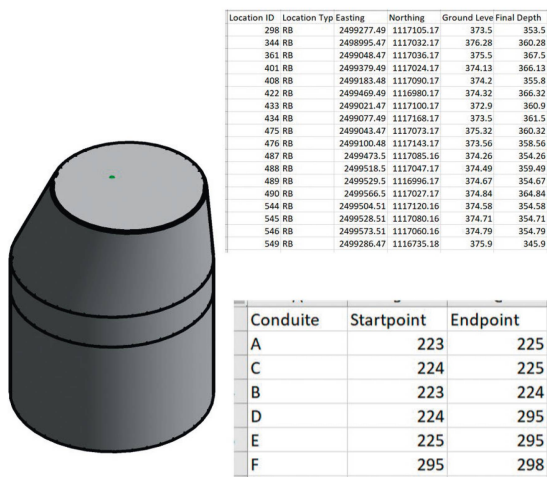 Location ID Location Typ Easting Northing Ground Leve Final Depth
298 RB 2499277.49 1117105.17 373.5 353.5
344 RB 2498995.47 1117032.17 376.28 360.28
361 RB 2499048.47 1117036.17 375.5 367.5
401 RB 2499379.49 1117024.17 374.13 366.13
408 RB 2499183.48 1117090.17 374.2 355.8
422 RB 2499469.49 1116980.17 374.32 366.32
433 RB 2499021.47 1117100.17 372.9 360.9
434 RB 2499077.49 1117168.17 373.5 361.5
475 RB 2499043.47 1117073.17 375.32 360.32
476 RB 2499100.48 1117143.17 373.56 358.56
487 RB 2499473.5 1117085.16 374.26 354.26
488 RB 2499518.5 1117047.17 374.49 359.49
489 RB 2499529.5 1116996.17 374.67 354.67
490 RB 2499566.5 1117027.17 374.84 364.84
544 RB 2499504.51 1117120.16 374.58 354.58
545 RB 2499528.51 1117080.16 374.71 354.71
546 RB 2499573.51 1117060.16 374.79 354.79
549 RB 2499286.47 1116735.18 375.9 345.9
Conduite Startpoint Endpoint
A 223 225
C 224 225
B 223 224
D 224 295
E 225 295
F 295 298